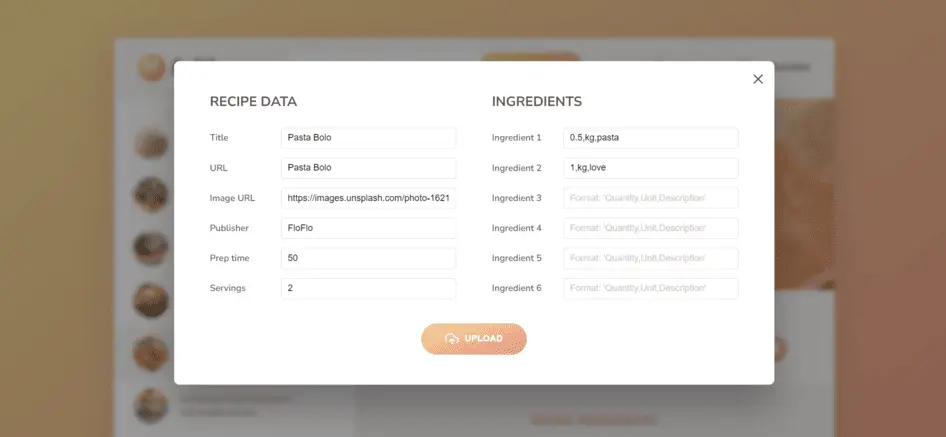 RECIPE DATA
Title Pasta Bolo
URL Pasta Bolo
Image URL https://images.unsplash.com/photo-1621
Publisher FloFlo
Prep time 50
Servings 2
INGREDIENTS
Ingredient 1 0.5,kg,pasta
Ingredient 2 1,kg,love
Ingredient 3 Format: 'Quantity,Unit,Description'
Ingredient 4 Format: 'Quantity,Unit,Description'
Ingredient 5 Format: 'Quantity,Unit,Description'
Ingredient 6 Format: 'Quantity,Unit,Description'
UPLOAD